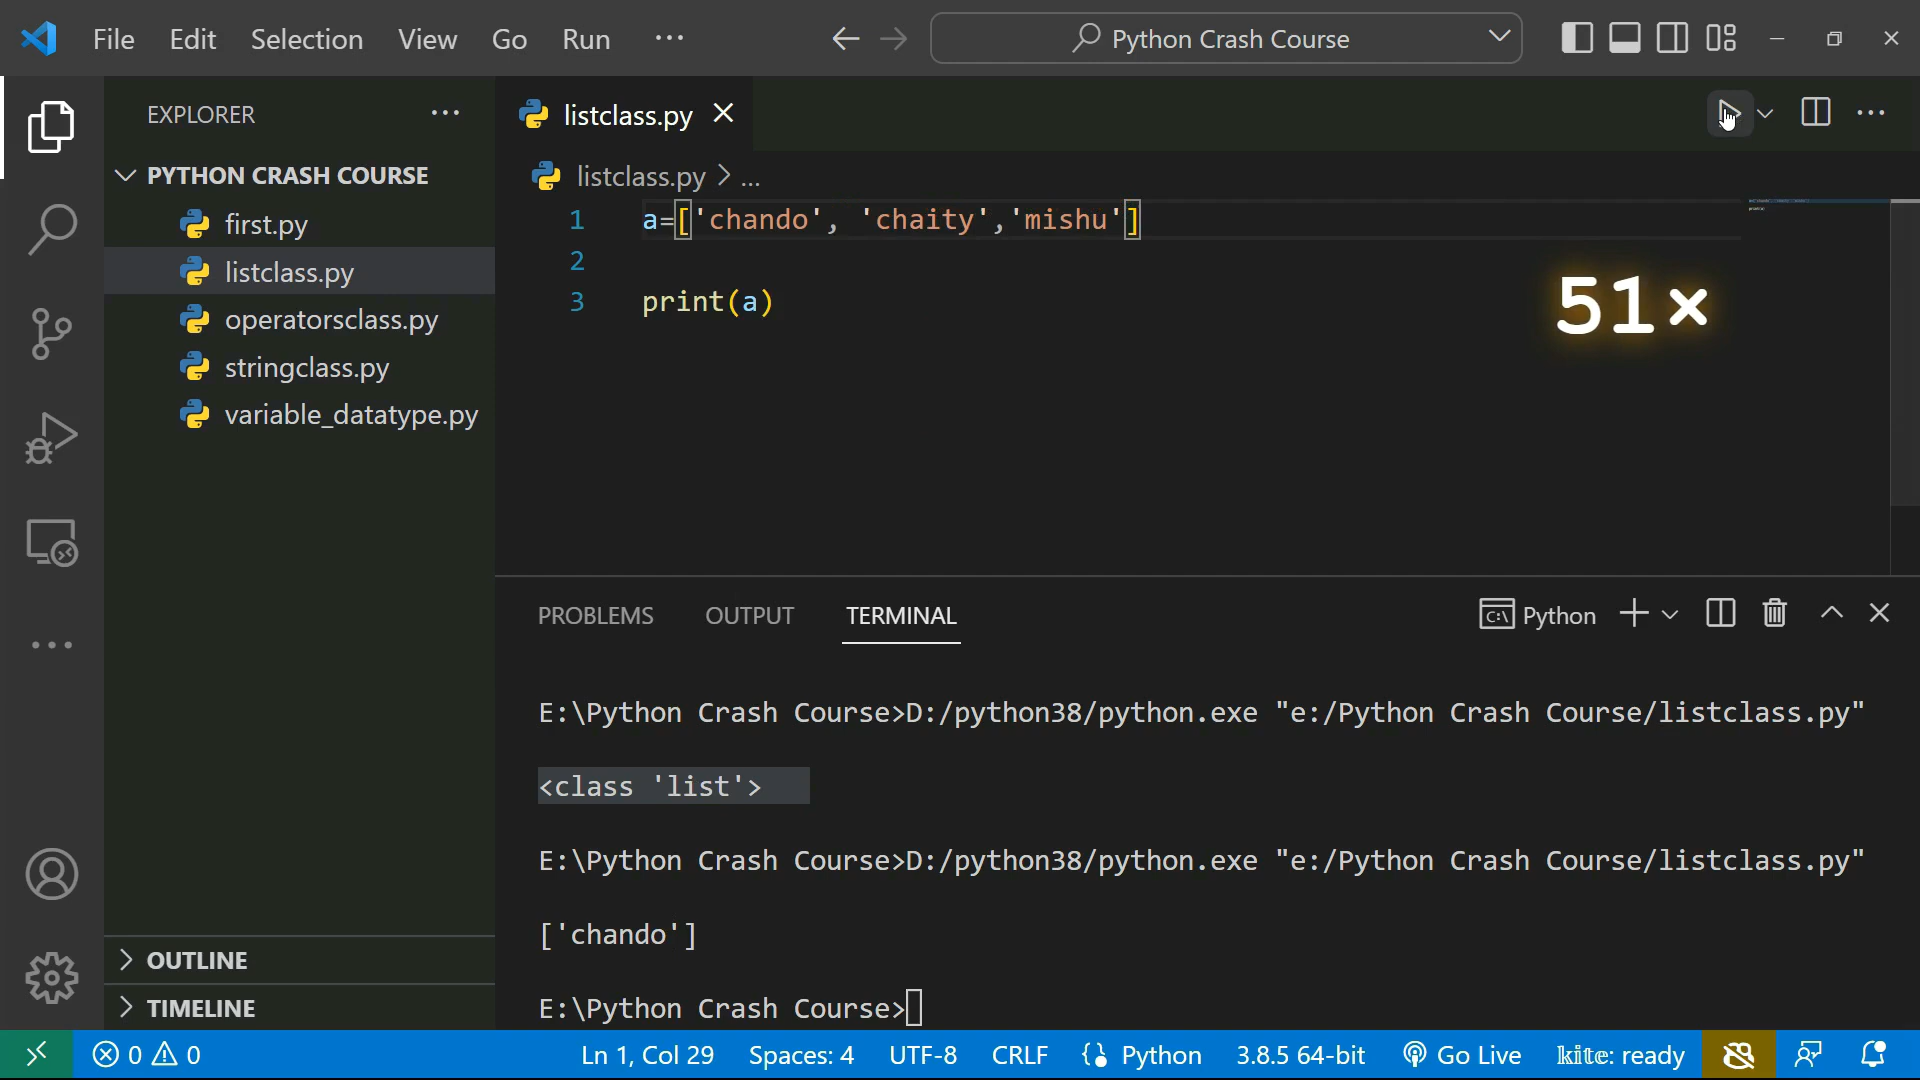 File Edit Selection View Go Run ...
Python Crash Course
EXPLORER ...
PYTHON CRASH COURSE
first.py
listclass.py
operatorsclass.py
stringclass.py
variable_datatype.py
OUTLINE
TIMELINE
listclass.py
listclass.py > ...
1 a=['chando', 'chaity','mishu']
2
3 print(a)
51×
PROBLEMS OUTPUT TERMINAL
Python
E:\Python Crash Course>D:/python38/python.exe "e:/Python Crash Course/listclass.py"
<class 'list'>
E:\Python Crash Course>D:/python38/python.exe "e:/Python Crash Course/listclass.py"
['chando']
E:\Python Crash Course>
0 0 Ln 1, Col 29 Spaces: 4 UTF-8 CRLF Python 3.8.5 64-bit Go Live kite: ready